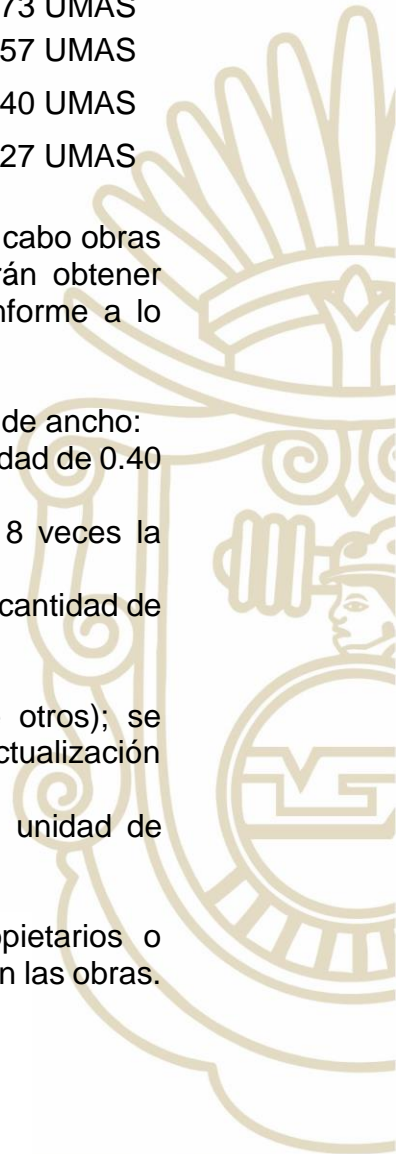 73 UMAS
57 UMAS
40 UMAS
27 UMAS
cabo obras
rán obtener
nforme a lo
de ancho:
dad de 0.40
8 veces la
cantidad de
otros); se
ctualización
unidad de
opietarios o
n las obras.